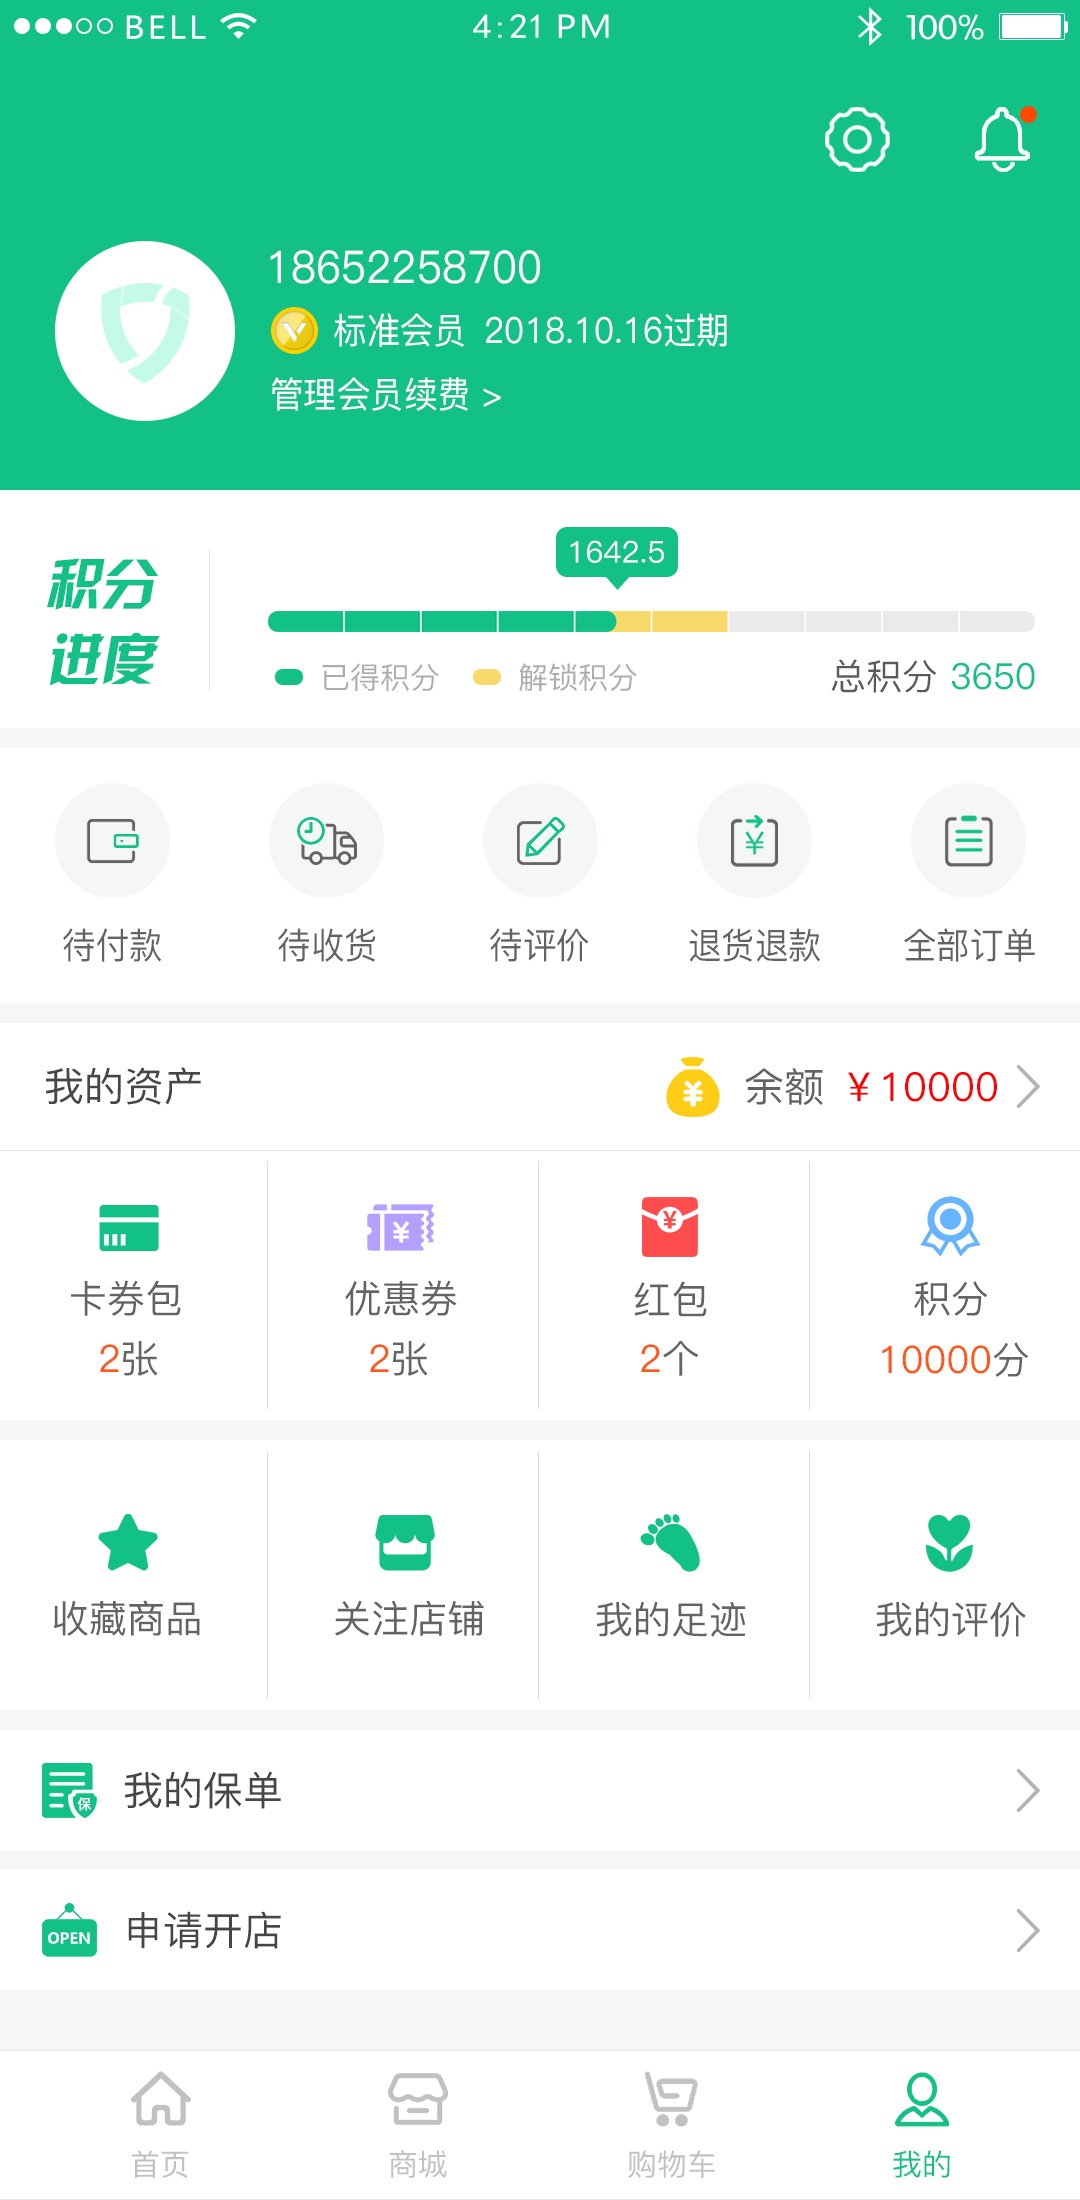 BELL 4:21 PM 100%
18652258700
标准会员 2018.10.16过期
管理会员续费 >
积分
进度
1642.5
已得积分 解锁积分 总积分 3650
待付款 待收货 待评价 退货退款 全部订单
我的资产 余额 ¥10000
卡券包 优惠券 红包 积分
2张 2张 2个 10000分
收藏商品 关注店铺 我的足迹 我的评价
保 我的保单
OPEN 申请开店
首页 商城 购物车 我的